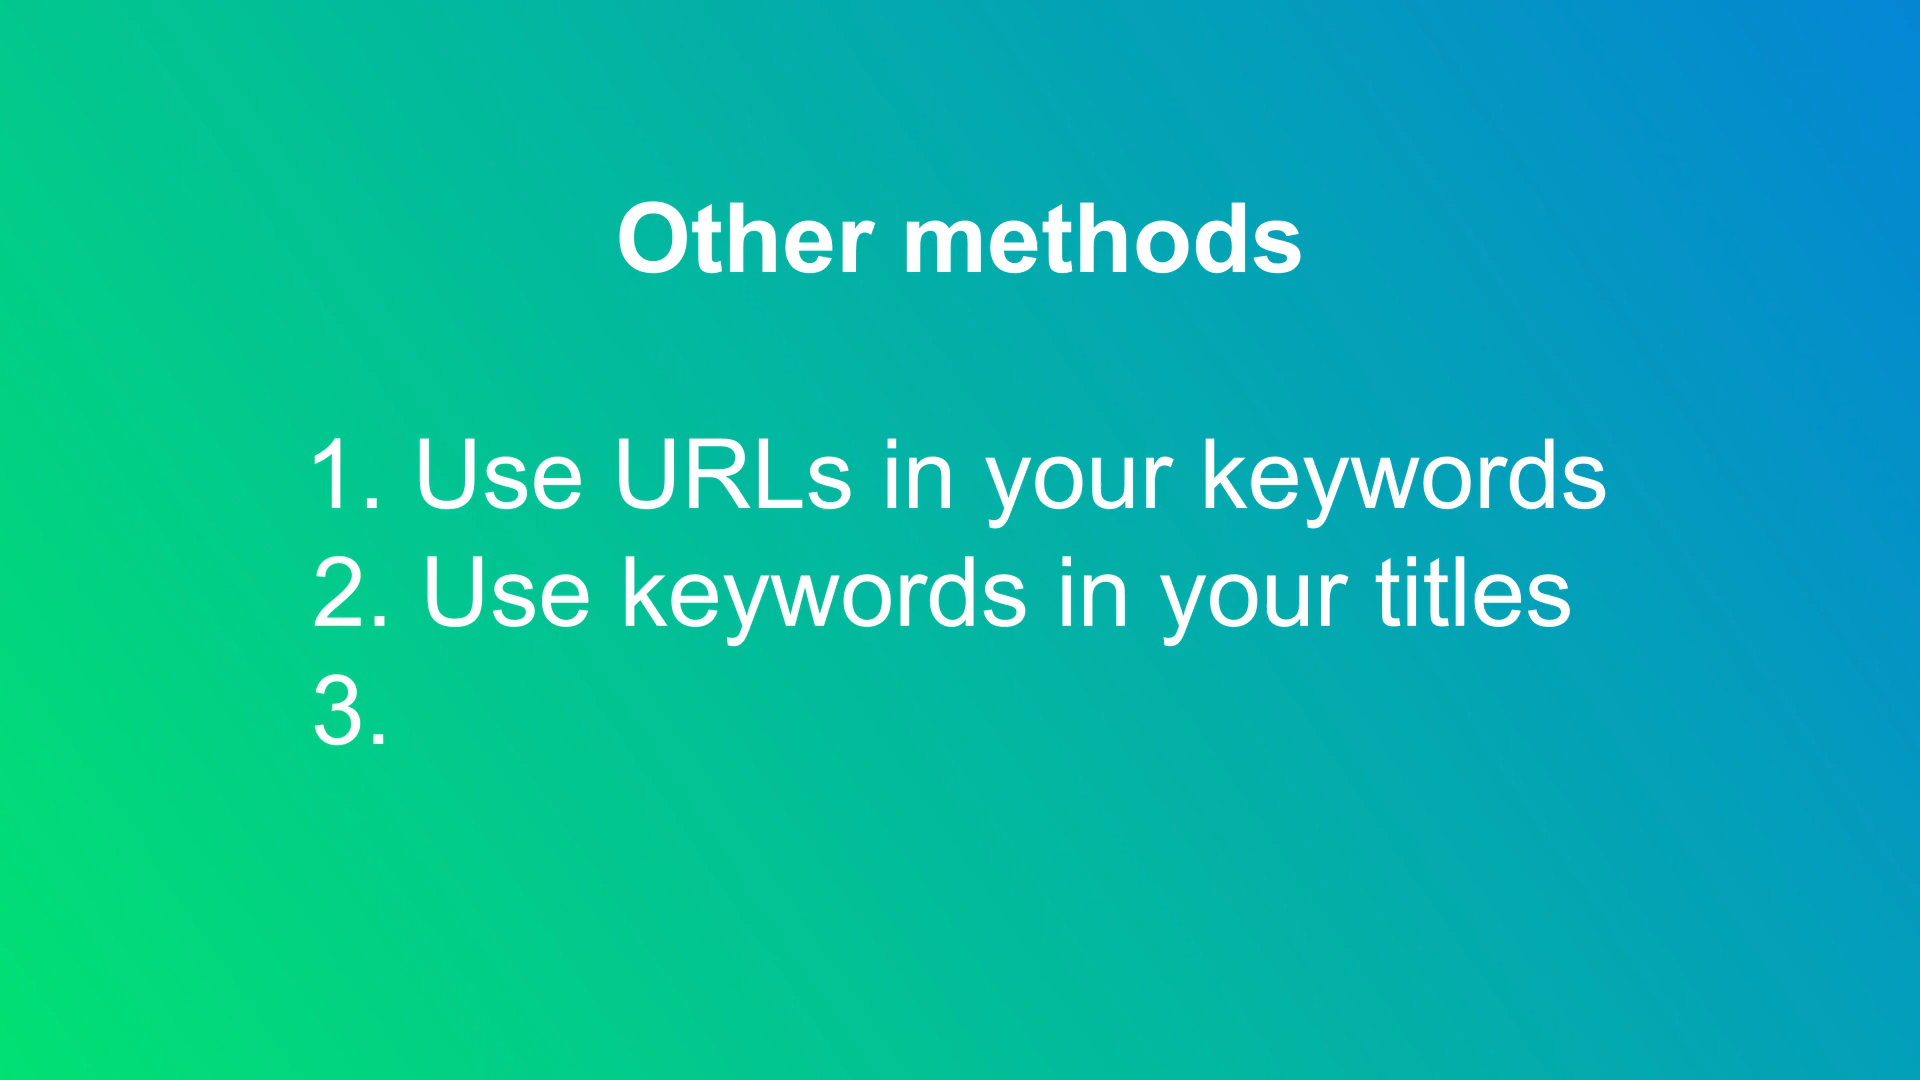 Other methods
1. Use URLs in your keywords
2. Use keywords in your titles
3.